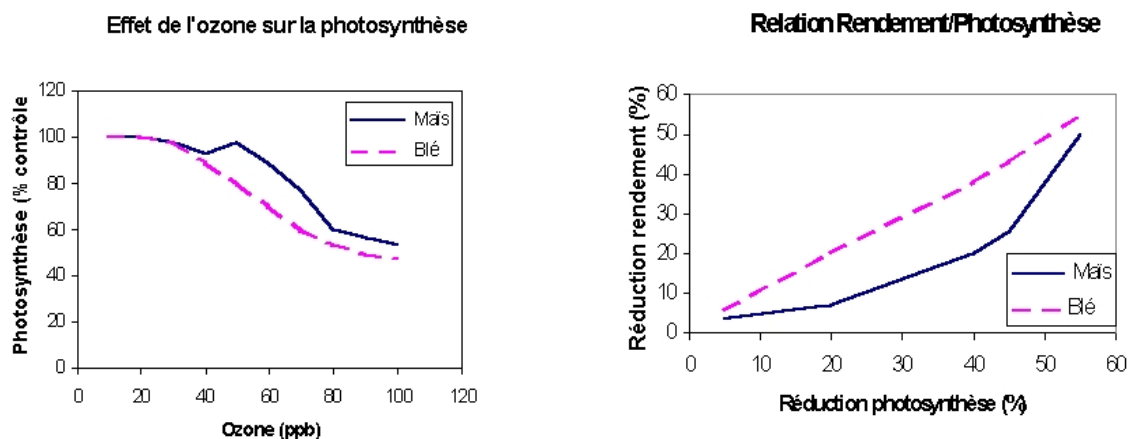 Effet de l'ozone sur la photosynthèse
Photosynthèse (% contrôle
120
100
80
60
40
20
0
0 20 40 60 80 100 120
Ozone (ppb)
Maïs
Blé
Relation Rendement/Photosynthèse
Réduction rendement (%)
60
50
40
30
20
10
0
0 10 20 30 40 50 60
Réduction photosynthèse (%)
Maïs
Blé